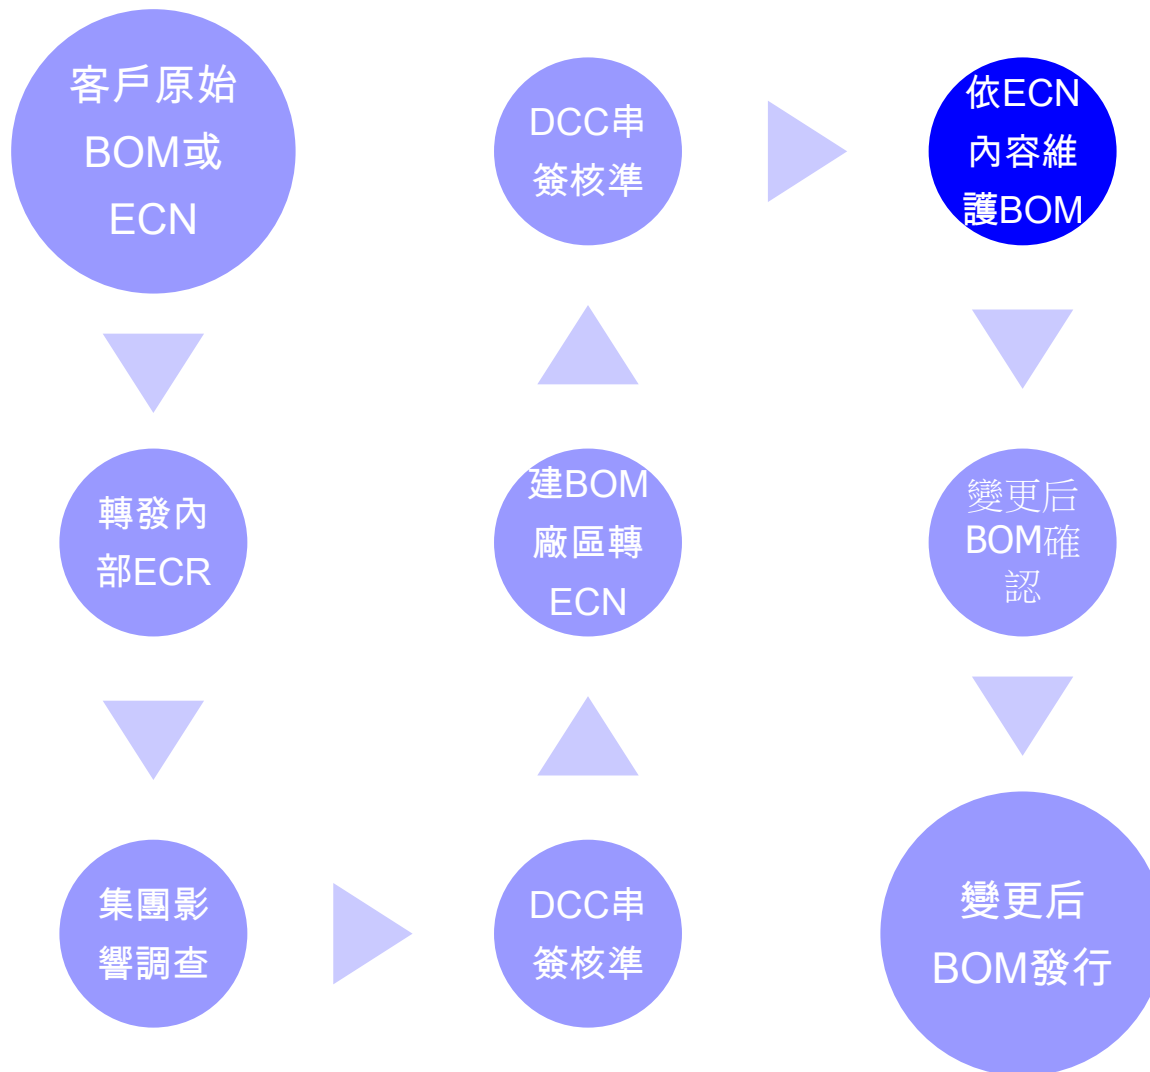 客戶原始
BOM或
ECN
轉發內
部ECR
集團影
響調查
DCC串
簽核準
建BOM
廠區轉
ECN
DCC串
簽核準
依ECN
內容維
護BOM
變更后
BOM確
認
變更后
BOM發行